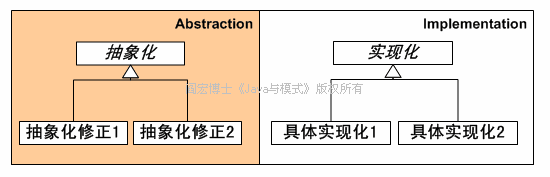 Abstraction
Implementation
抽象化
实现化
阎宏博士《Java与模式》版权所有
抽象化修正1
抽象化修正2
具体实现化1
具体实现化2